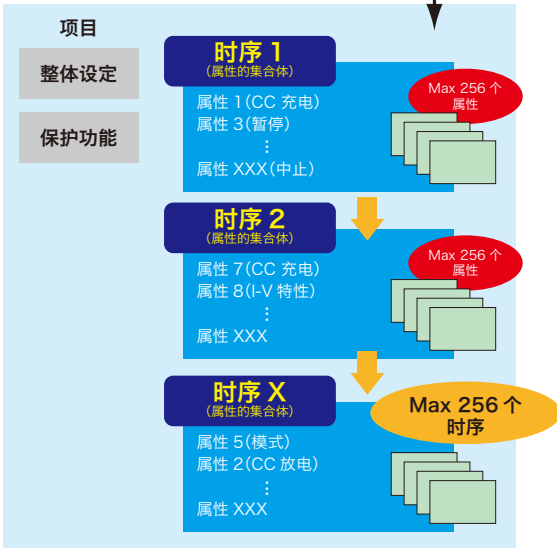 项目
整体设定
保护功能
时序 1
(属性的集合体)
属性 1(CC 充电)
属性 3(暂停)
⋮
属性 XXX(中止)
Max 256 个
属性
时序 2
(属性的集合体)
属性 7(CC 充电)
属性 8(I-V 特性)
⋮
属性 XXX
Max 256 个
属性
时序 X
(属性的集合体)
属性 5(模式)
属性 2(CC 放电)
⋮
属性 XXX
Max 256 个
时序